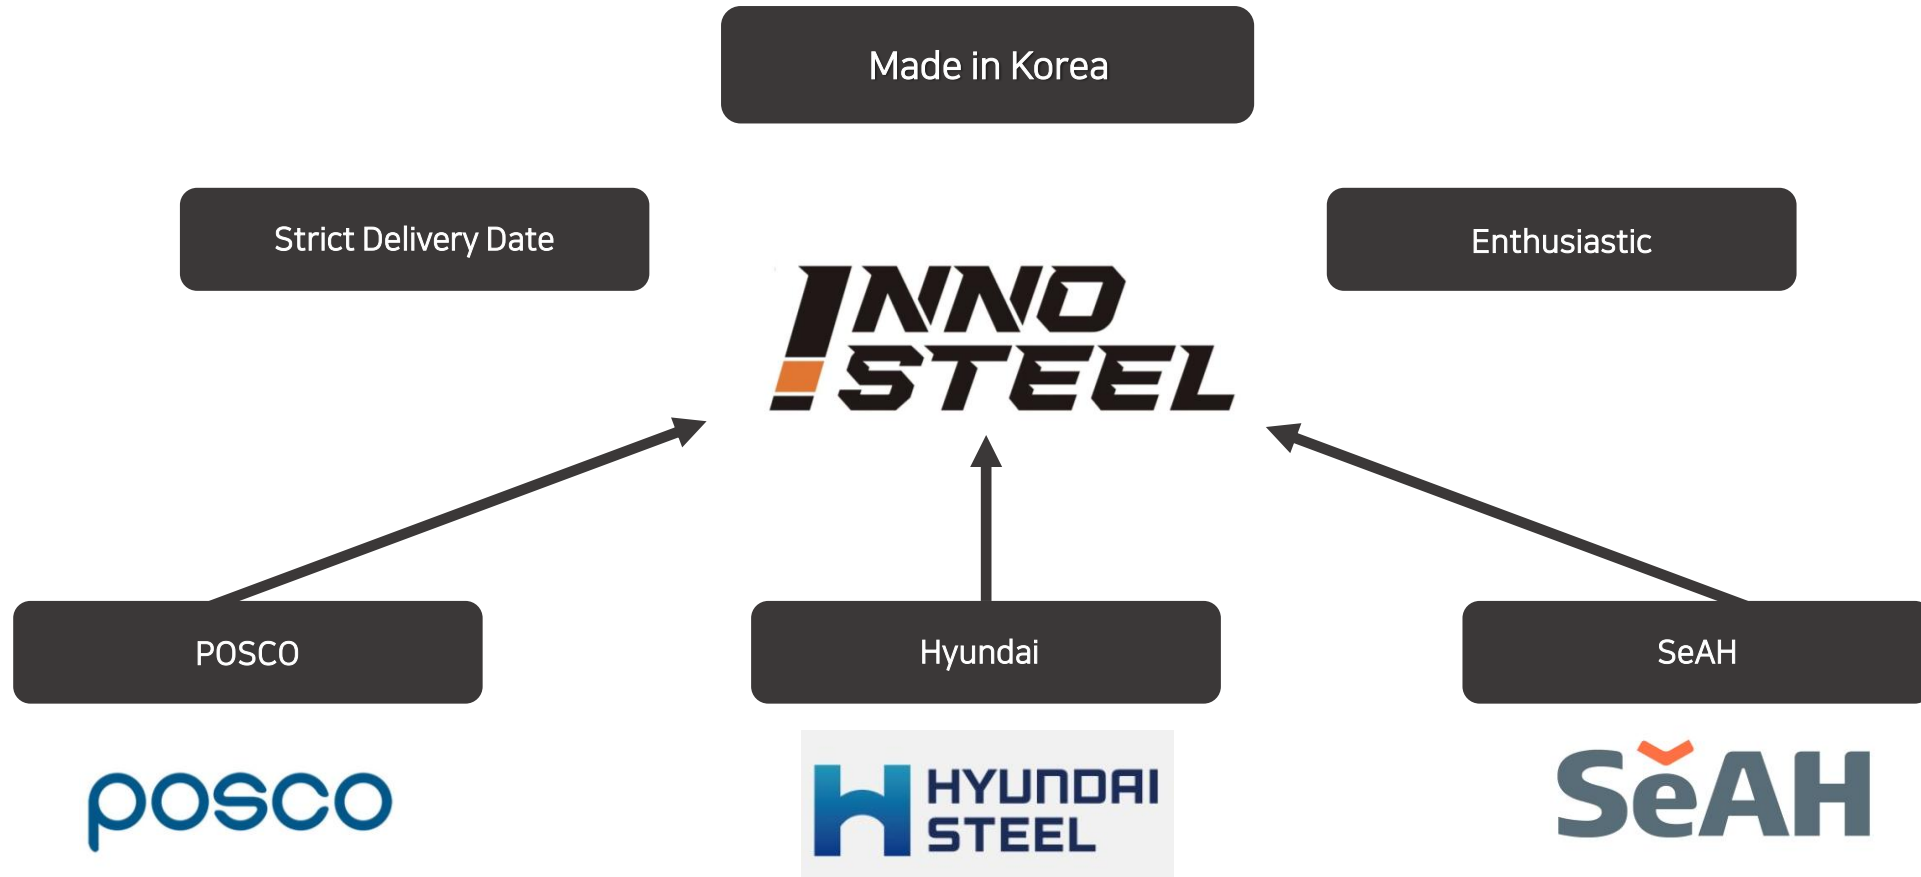 Made in Korea
Strict Delivery Date
Enthusiastic
INNO
STEEL
POSCO
Hyundai
SeAH
posco
HYUNDAI
STEEL
SeAH